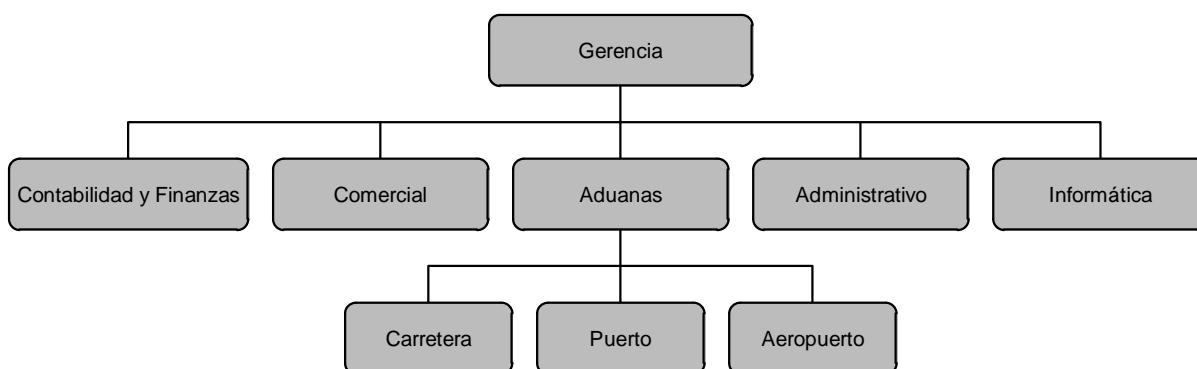 Gerencia
Contabilidad y Finanzas
Comercial
Aduanas
Administrativo
Informática
Carretera
Puerto
Aeropuerto